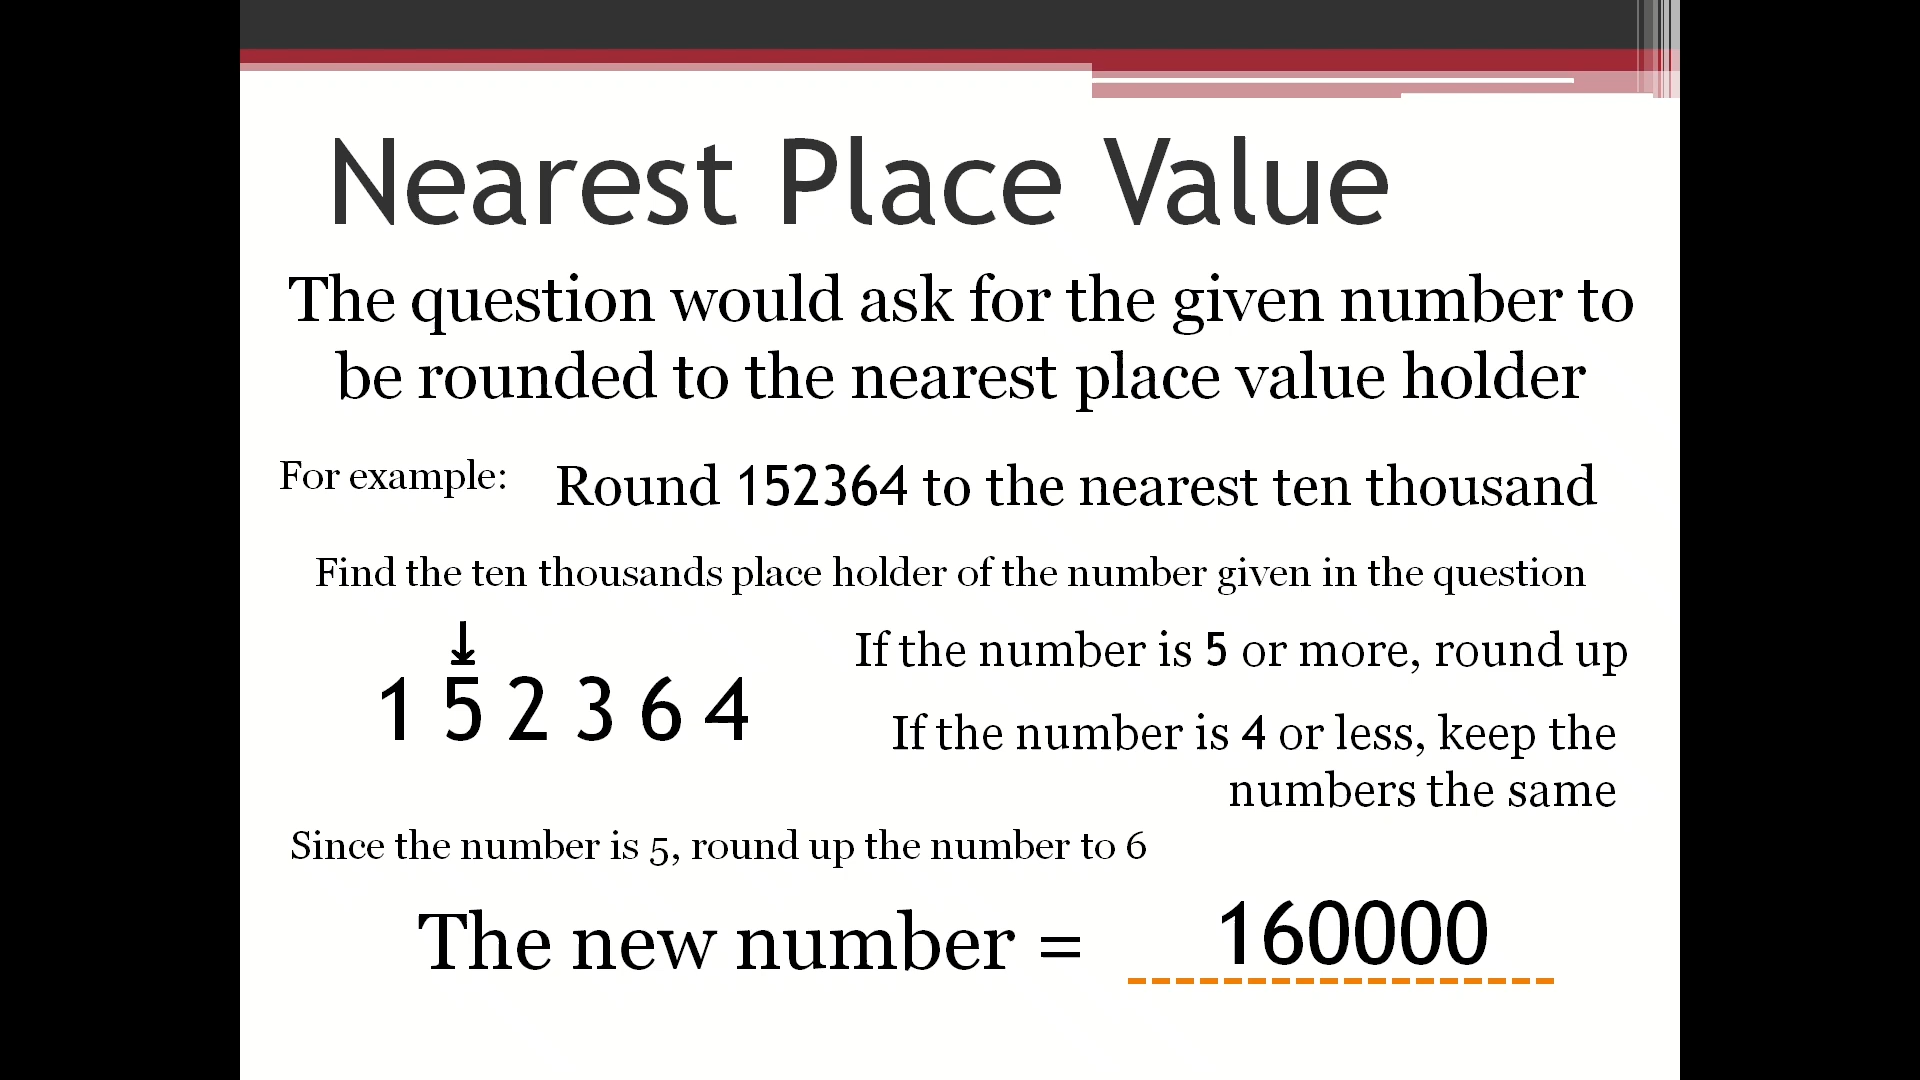 Nearest Place Value
The question would ask for the given number to
be rounded to the nearest place value holder
For example: Round 152364 to the nearest ten thousand
Find the ten thousands place holder of the number given in the question
↓
1 5 2 3 6 4
If the number is 5 or more, round up
If the number is 4 or less, keep the
numbers the same
Since the number is 5, round up the number to 6
The new number = 160000